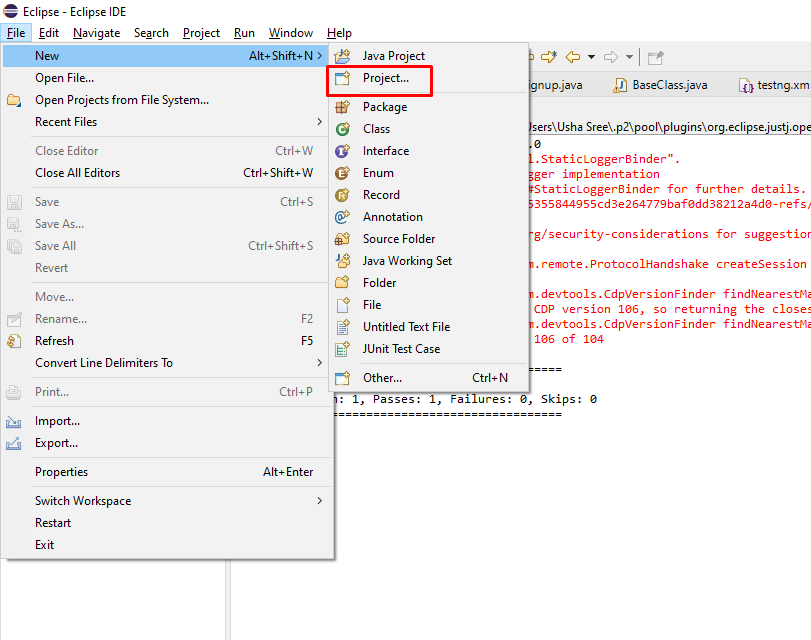 Eclipse - Eclipse IDE
File Edit Navigate Search Project Run Window Help
New Alt+Shift+N >
Open File...
Open Projects from File System...
Recent Files >
Close Editor Ctrl+W
Close All Editors Ctrl+Shift+W
Save Ctrl+S
Save As...
Save All Ctrl+Shift+S
Revert
Move...
Rename... F2
Refresh F5
Convert Line Delimiters To >
Print... Ctrl+P
Import...
Export...
Properties Alt+Enter
Switch Workspace >
Restart
Exit
Java Project
Project...
Package
Class
Interface
Enum
Record
Annotation
Source Folder
Java Working Set
Folder
File
Untitled Text File
JUnit Test Case
Other... Ctrl+N
ignup.java BaseClass.java testng.xm
Jsers\Usha Sree\.p2\pool\plugins\org.eclipse.justj.ope
.0
l.StaticLoggerBinder".
gger implementation
#StaticLoggerBinder for further details.
5355844955cd3e264779baf0dd38212a4d0-refs/
rg/security-considerations for suggestion
m.remote.ProtocolHandshake createSession
m.devtools.CdpVersionFinder findNearestMa
CDP version 106, so returning the closes
m.devtools.CdpVersionFinder findNearestMa
106 of 104
=====
n: 1, Passes: 1, Failures: 0, Skips: 0
===============================